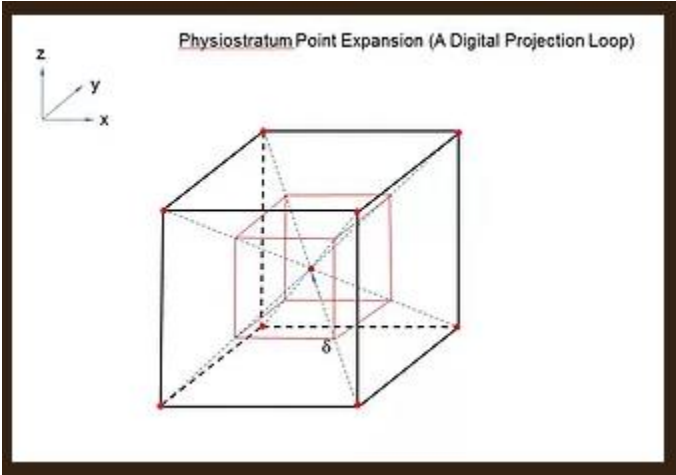 Physiostratum Point Expansion (A Digital Projection Loop)
z
y
x
δ